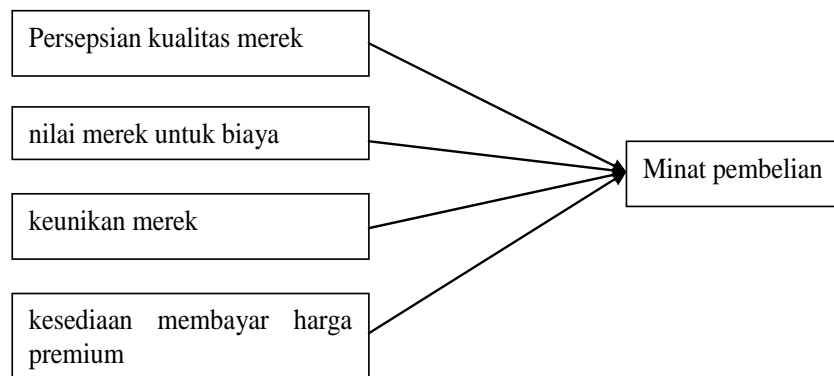 Persepsian kualitas merek
nilai merek untuk biaya
Minat pembelian
keunikan merek
kesediaan membayar harga
premium